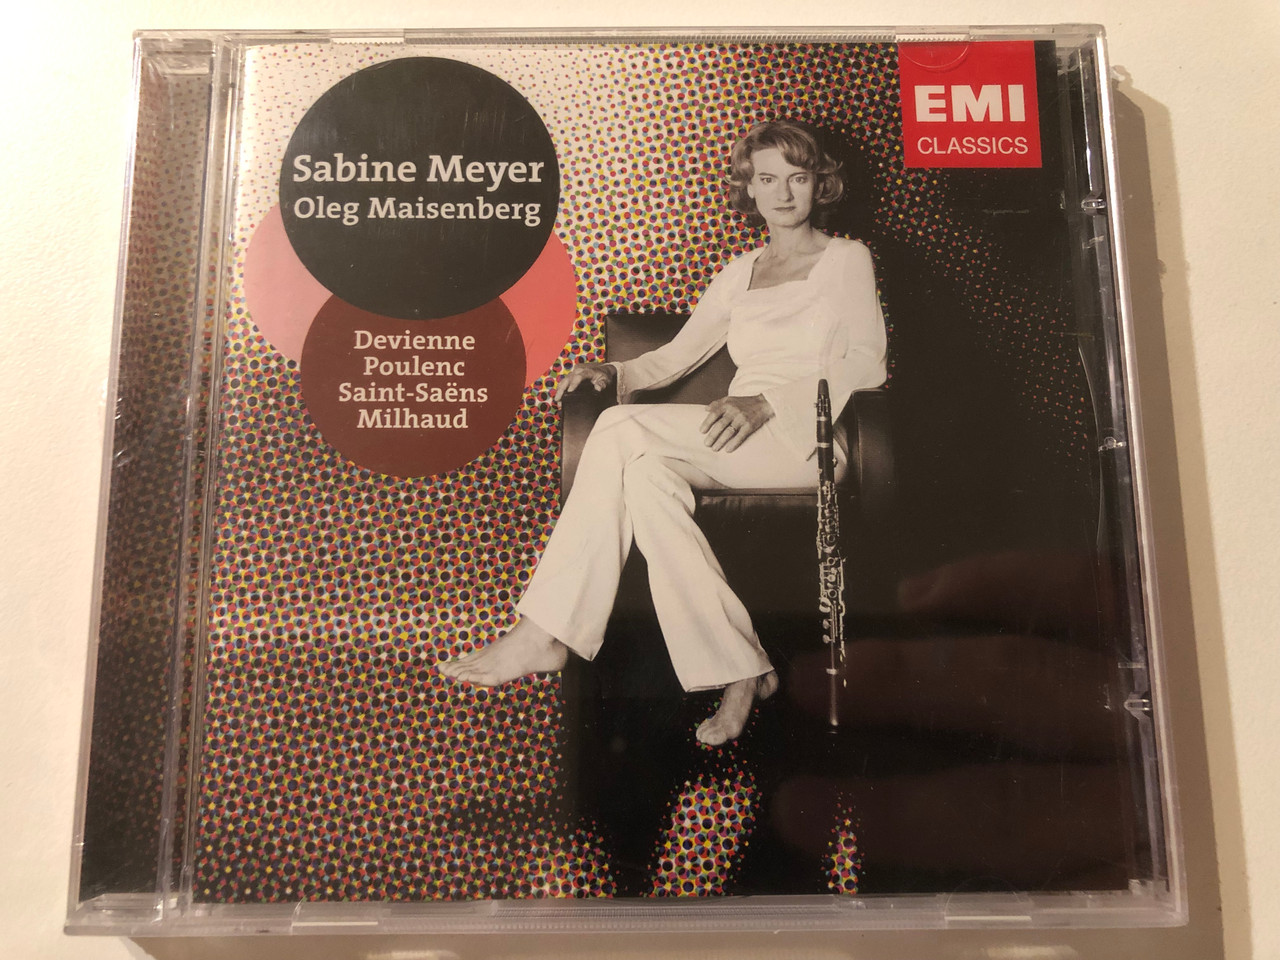 Sabine Meyer
Oleg Maisenberg
Devienne
Poulenc
Saint-Saëns
Milhaud
EMI
CLASSICS